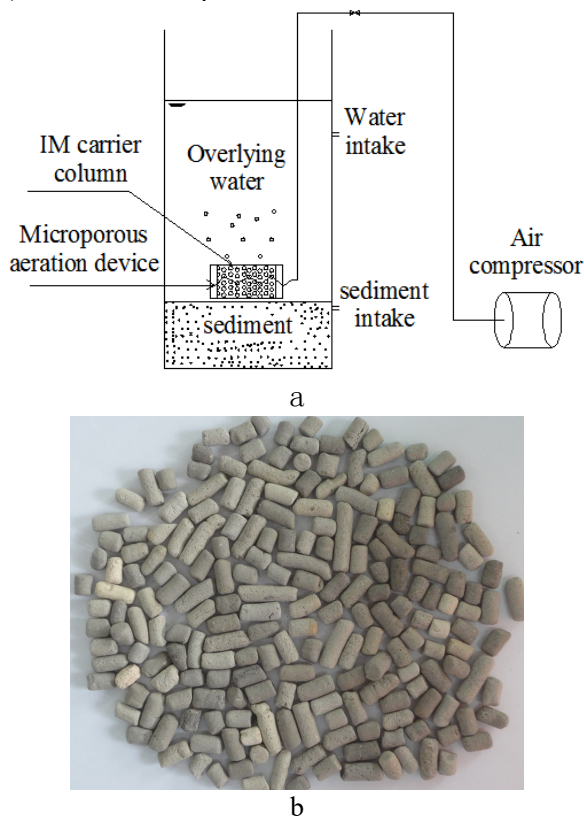 Water
intake
IM carrier
column
Overlying
water
Microporous
aeration device
Air
compressor
sediment
intake
sediment
a
b